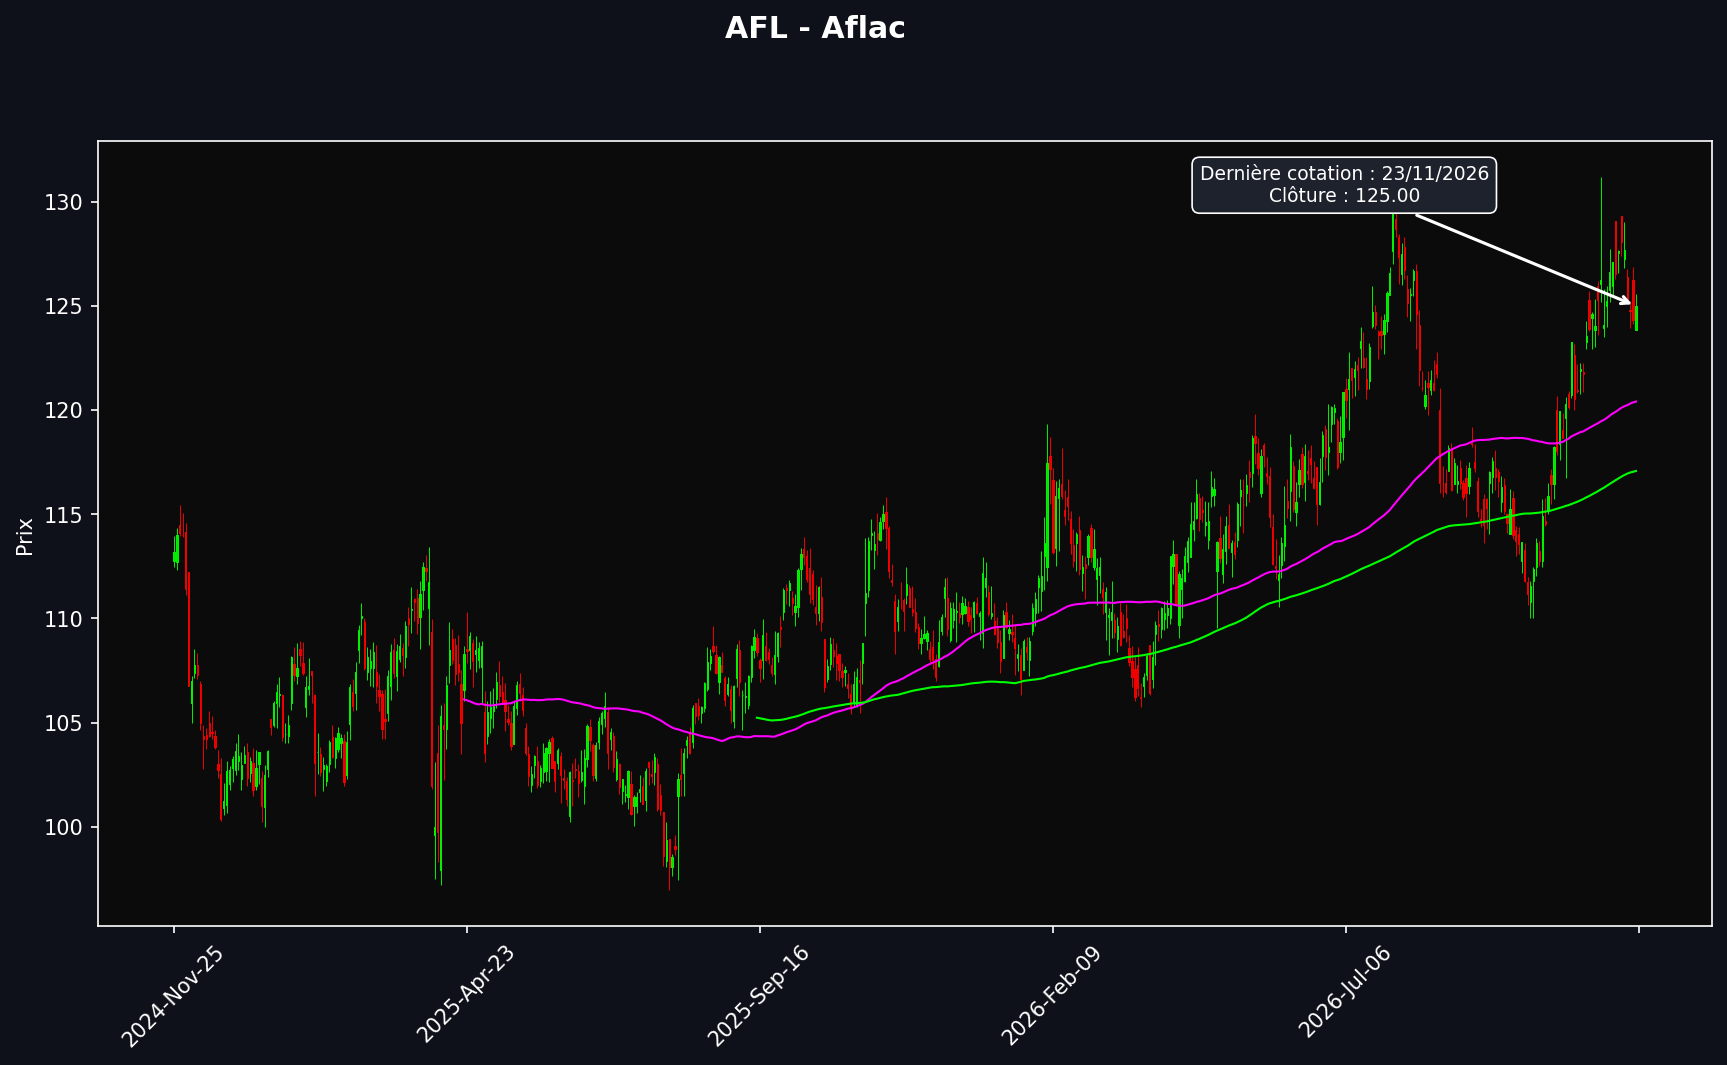 AFL - Aflac
Dernière cotation : 23/11/2026
Clôture : 125.00
Prix
130
125
120
115
110
105
100
2024-Nov-25
2025-Apr-23
2025-Sep-16
2026-Feb-09
2026-Jul-06